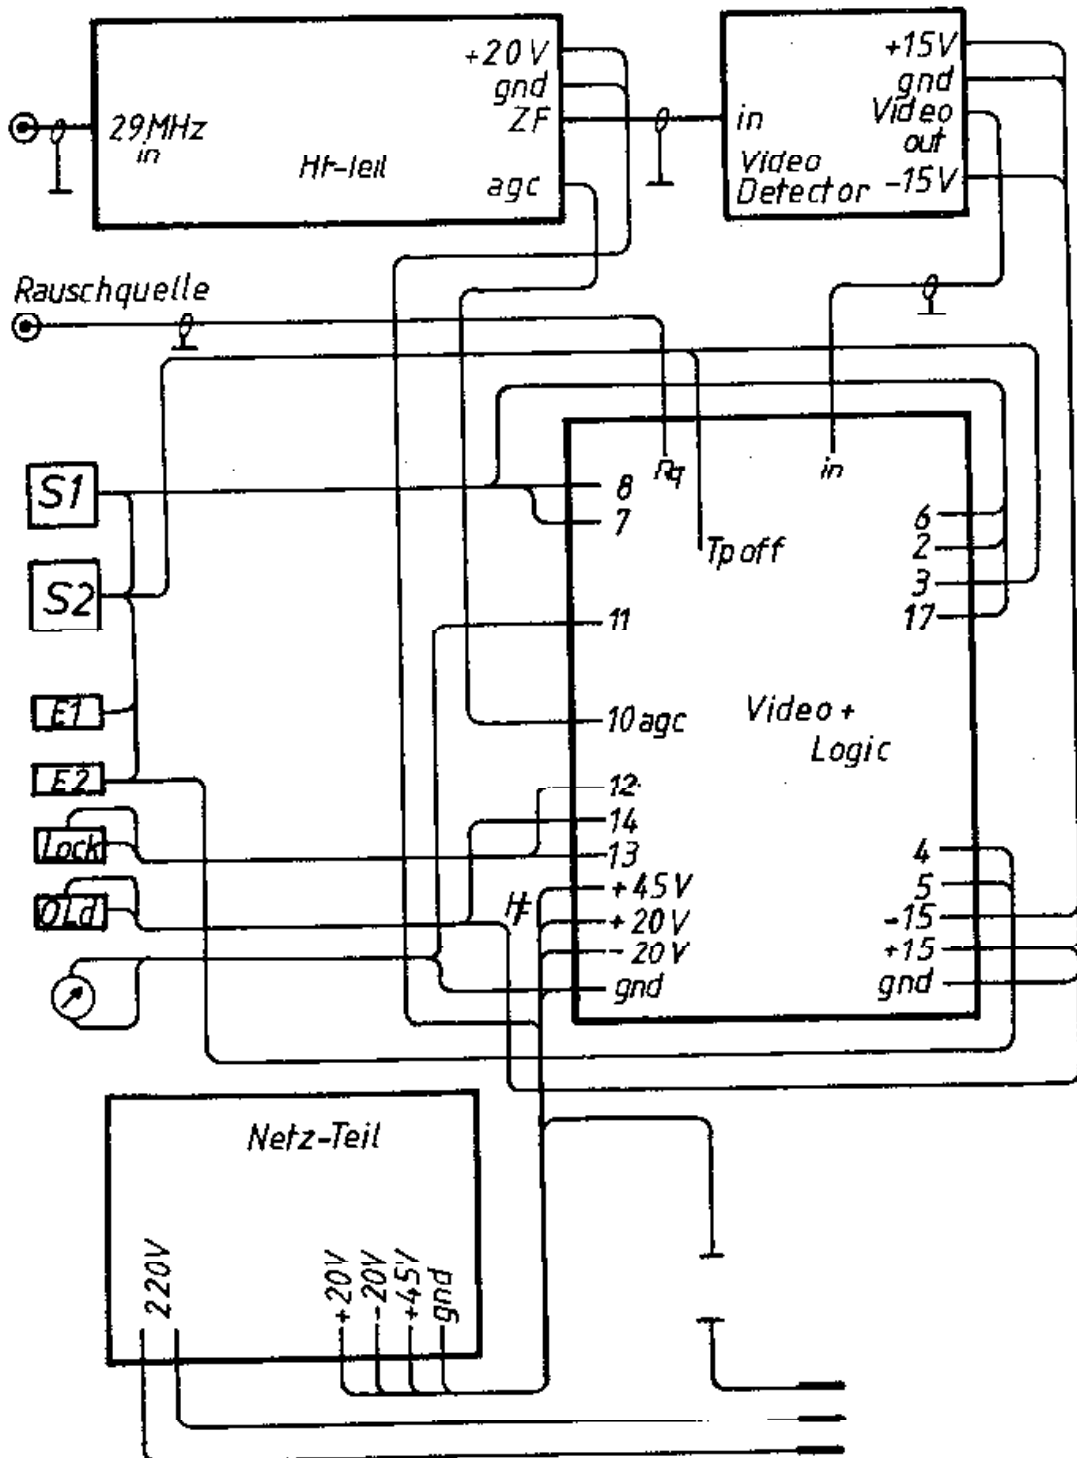 +20V
gnd
ZF
29MHz
in
Hf-Teil
agc
+15V
gnd
in
Video
out
Video
Detector
-15V
Rauschquelle
nq
in
S1
8
7
6
2
Tp off
S2
3
17
11
E1
10 agc
Video +
Logic
E2
12
14
Lock
13
4
+45V
5
OLd
+20V
-15
-20V
+15
gnd
gnd
Netz-Teil
220V
+20V
-20V
+45V
gnd